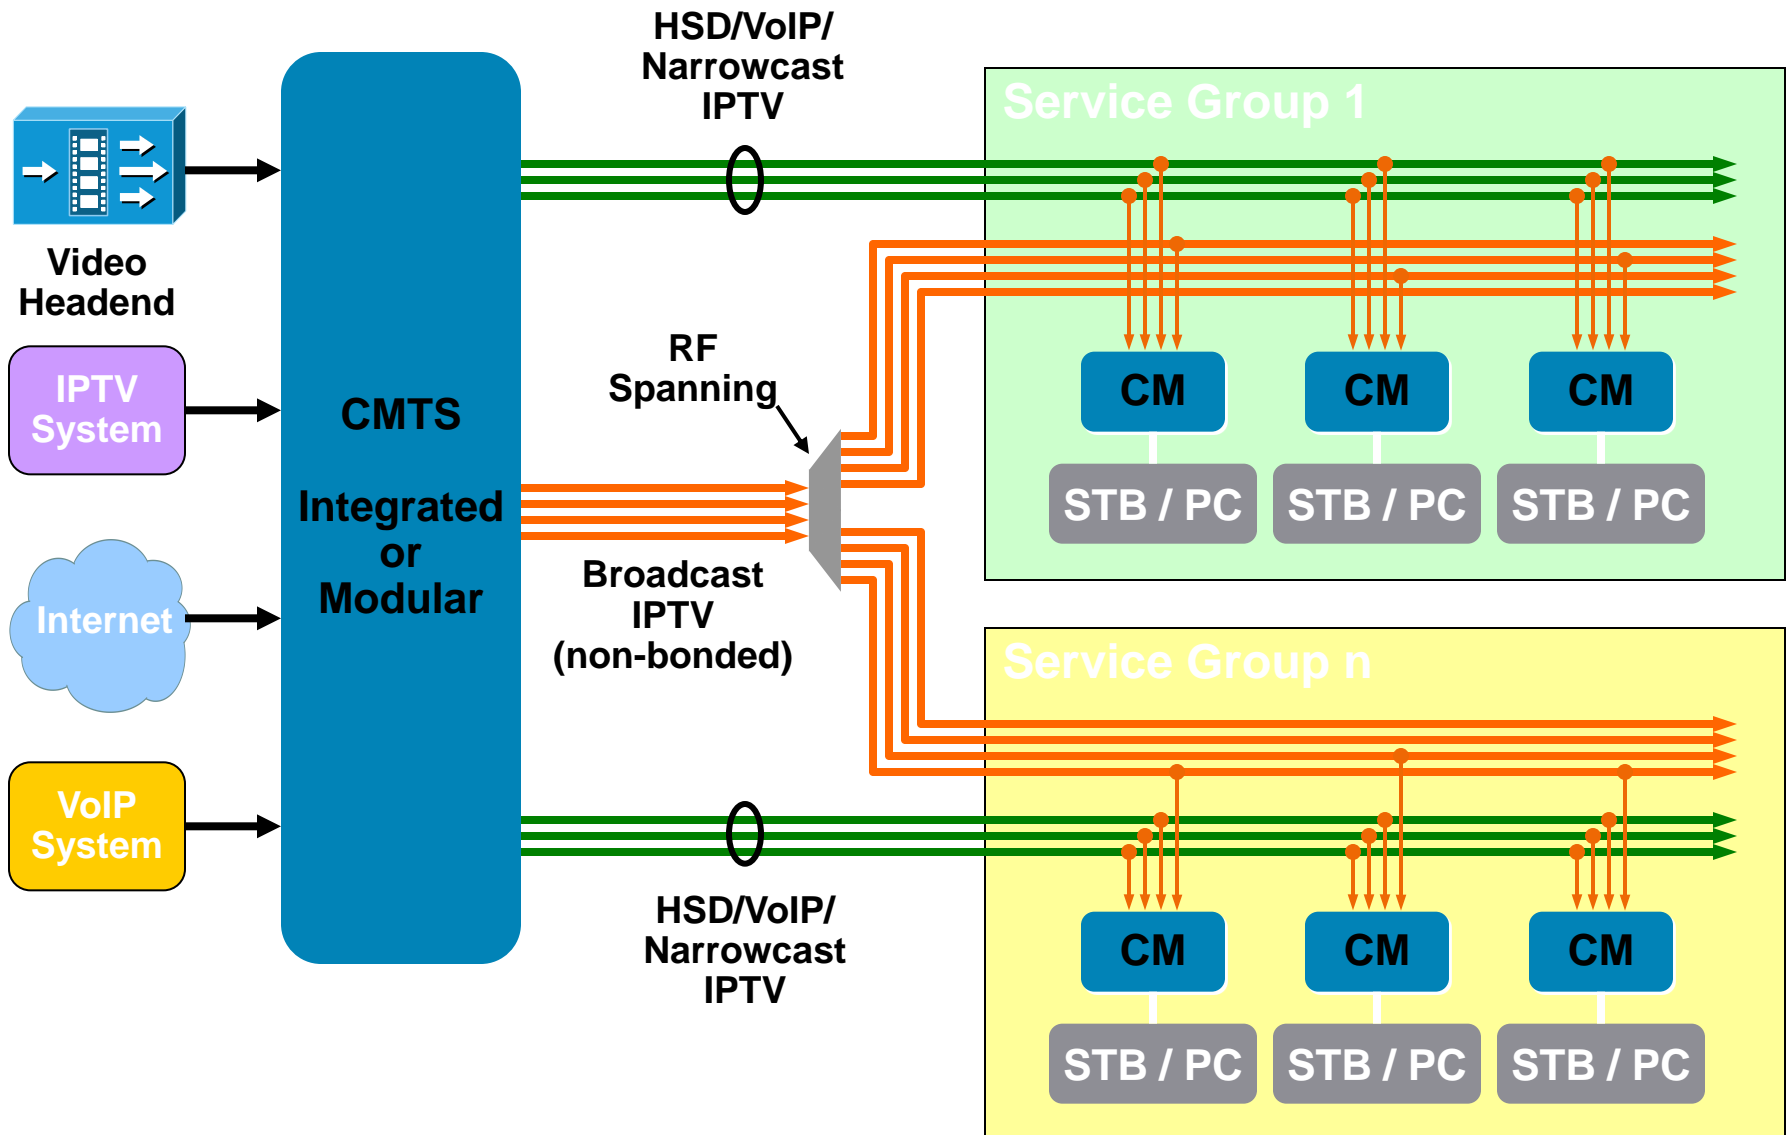 HSD/VoIP/
Narrowcast
IPTV
Service Group 1
Video
Headend
IPTV
System
Internet
VoIP
System
CMTS
Integrated
or
Modular
RF
Spanning
Broadcast
IPTV
(non-bonded)
CM
CM
CM
STB / PC
STB / PC
STB / PC
Service Group n
HSD/VoIP/
Narrowcast
IPTV
CM
CM
CM
STB / PC
STB / PC
STB / PC